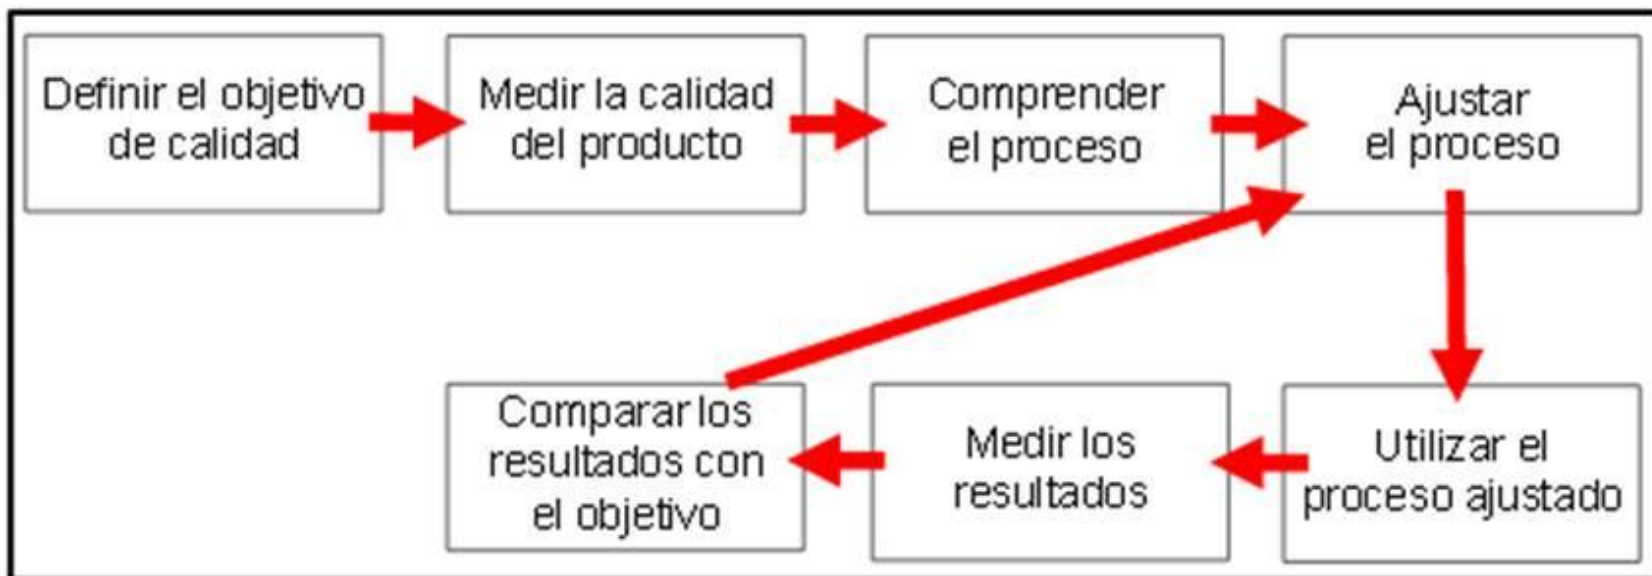 Definir el objetivo
de calidad
Medir la calidad
del producto
Comprender
el proceso
Ajustar
el proceso
Utilizar el
proceso ajustado
Medir los
resultados
Comparar los
resultados con
el objetivo